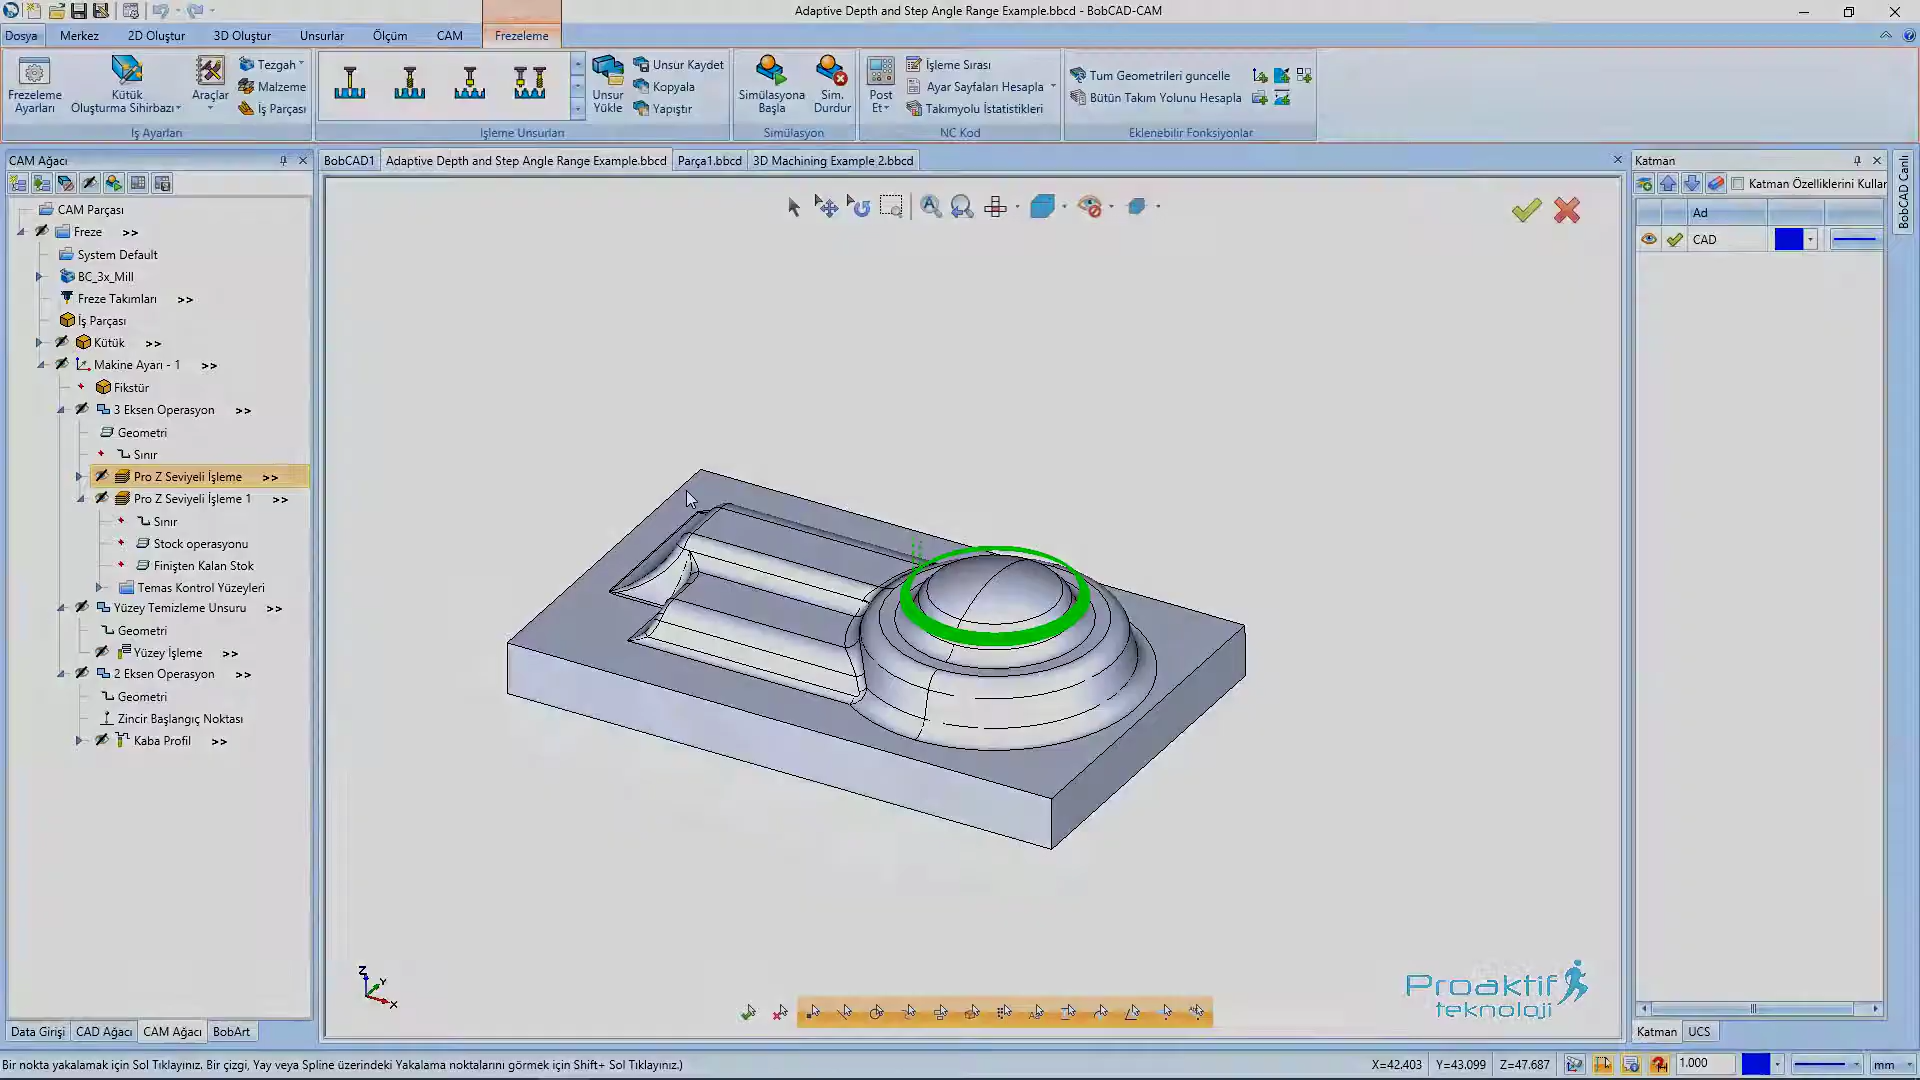 Adaptive Depth and Step Angle Range Example.bbcd - BobCAD-CAM
Dosya Merkez 2D Oluştur 3D Oluştur Unsurlar Ölçüm CAM Frezeleme
Frezeleme Ayarları
Kütük Oluşturma Sihirbazı
Araçlar
Tezgah
Malzeme
İş Parçası
İş Ayarları
İşleme Unsurları
Unsur Yükle
Unsur Kaydet
Kopyala
Yapıştır
Simülasyona Başla
Sim. Durdur
Simülasyon
Post Et
İşleme Sırası
Ayar Sayfaları Hesapla
Takımyolu İstatistikleri
NC Kod
Tum Geometrileri guncelle
Bütün Takım Yolunu Hesapla
Eklenebilir Fonksiyonlar
CAM Ağacı
BobCAD1 Adaptive Depth and Step Angle Range Example.bbcd Parça1.bbcd 3D Machining Example 2.bbcd
CAM Parçası
Freze >>
System Default
BC_3x_Mill
Freze Takımları >>
İş Parçası
Kütük >>
Makine Ayarı - 1 >>
Fikstür
3 Eksen Operasyon >>
Geometri
Sınır
Pro Z Seviyeli İşleme >>
Pro Z Seviyeli İşleme 1 >>
Sınır
Stock operasyonu
Finişten Kalan Stok
Temas Kontrol Yüzeyleri
Yüzey Temizleme Unsuru >>
Geometri
Yüzey İşleme >>
2 Eksen Operasyon >>
Geometri
Zincir Başlangıç Noktası
Kaba Profil >>
Data Girişi CAD Ağacı CAM Ağacı BobArt
Z
Y
X
Proaktif
teknoloji
Katman
Katman Özelliklerini Kullar
Ad
CAD
BobCAD Canlı
Katman UCS
Bir nokta yakalamak için Sol Tıklayınız. Bir çizgi, Yay veya Spline üzerindeki Yakalama noktalarını görmek için Shift+ Sol Tıklayınız.)
X=42.403 Y=43.099 Z=47.687 1.000 mm